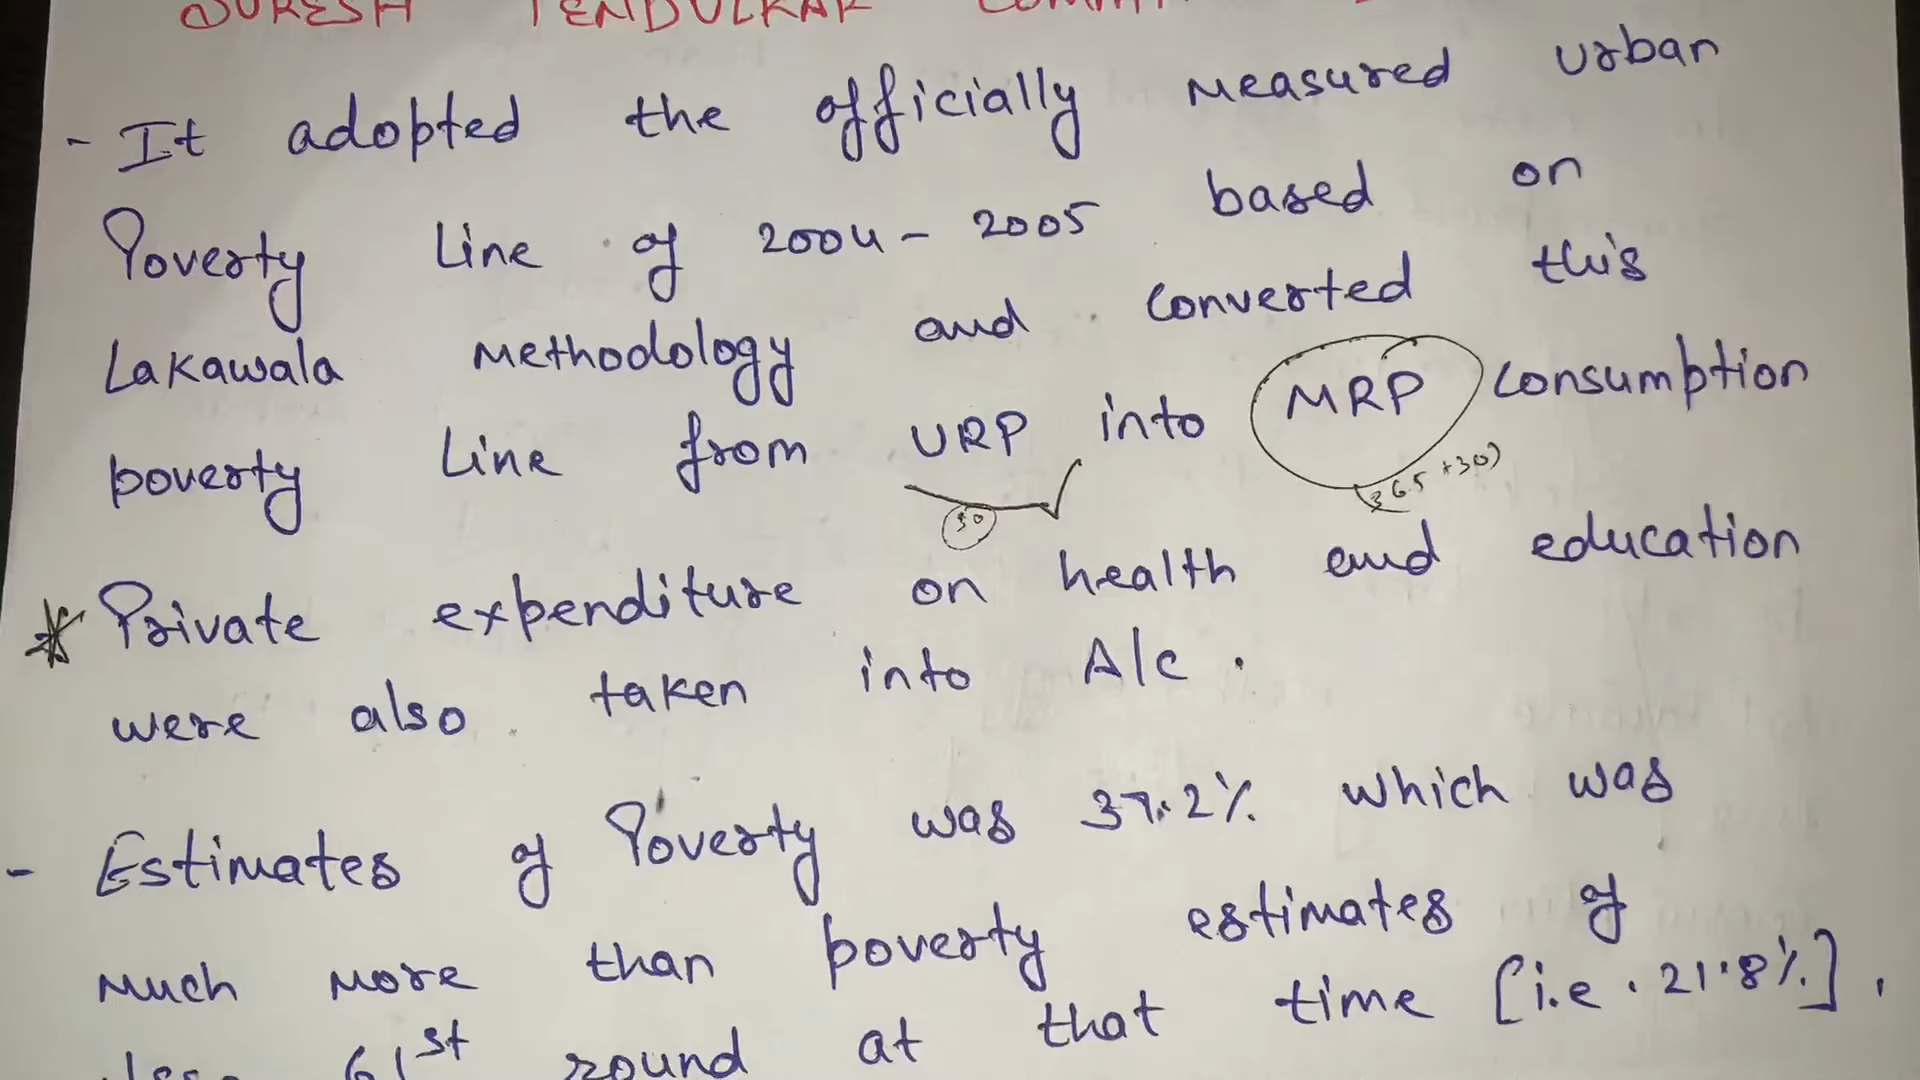 SURESH TENDULKAR
- It adopted the officially measured urban
Poverty Line of 2004-2005 based on
Lakawala methodology and converted this
poverty Line from URP into MRP consumption
30 (365+30)
* Private expenditure on health and education
were also taken into A/c.
- Estimates of Poverty was 37.2% which was
much more than poverty estimates of
61st round at that time [i.e. 21.8%].